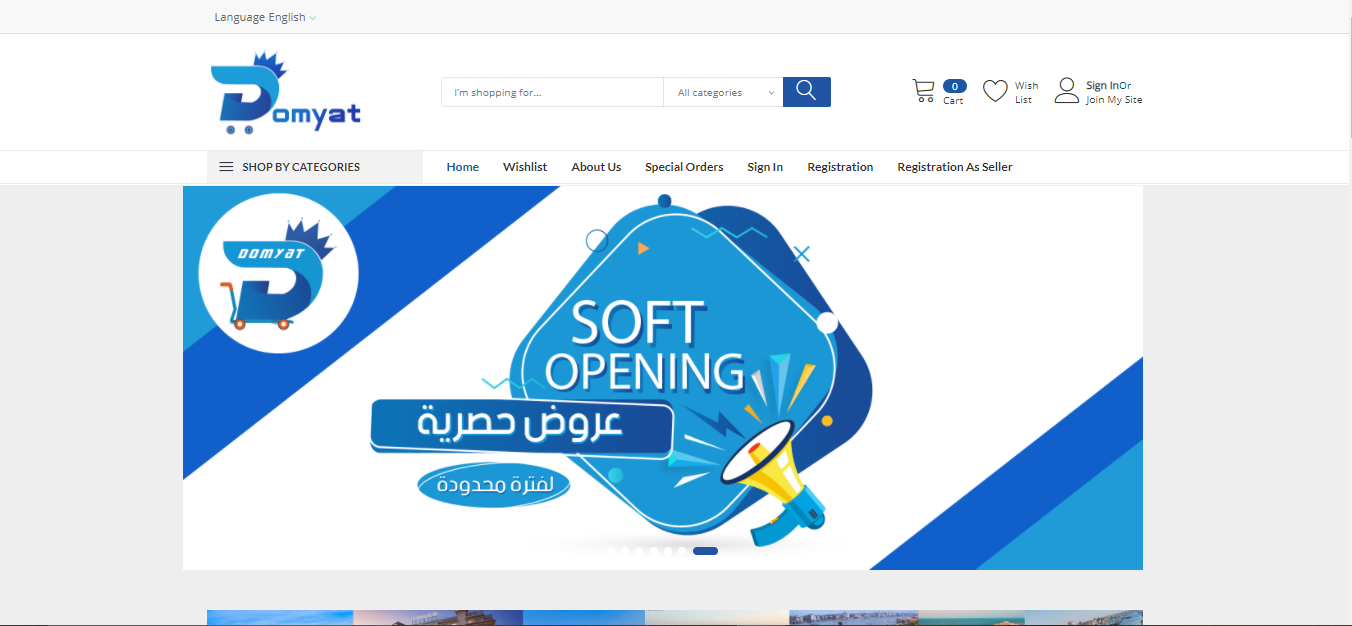 Language English
Domyat
I'm shopping for...
All categories
0
Cart
Wish
List
Sign InOr
Join My Site
SHOP BY CATEGORIES
Home
Wishlist
About Us
Special Orders
Sign In
Registration
Registration As Seller
DOMYAT
SOFT
OPENING
عروض حصرية
لفترة محدودة